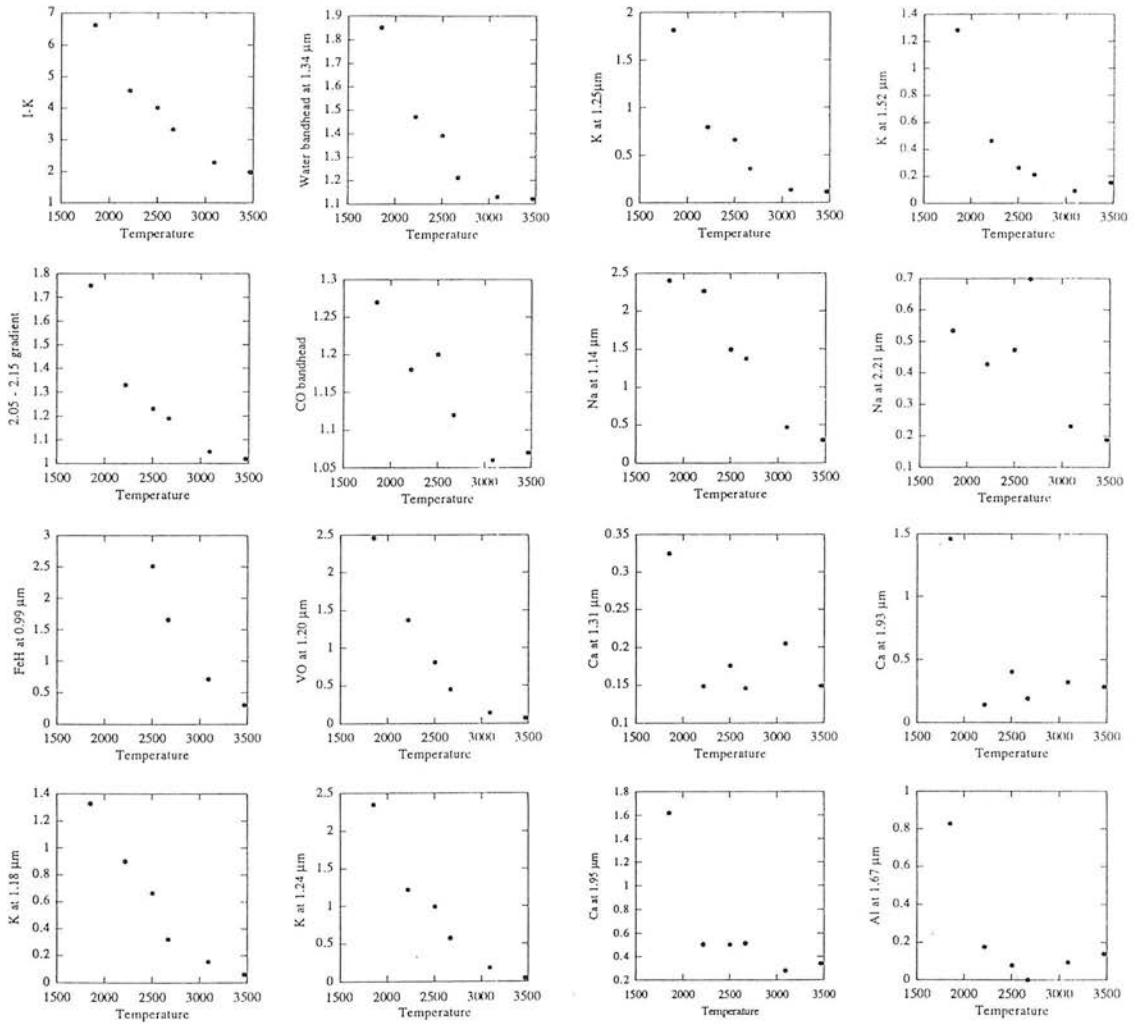 I-K
7
6
5
4
3
2
1
1500 2000 2500 3000 3500
Temperature
Water bandhead at 1.34 μm
1.9
1.8
1.7
1.6
1.5
1.4
1.3
1.2
1.1
1500 2000 2500 3000 3500
Temperature
K at 1.25μm
2
1.5
1
0.5
0
1500 2000 2500 3000 3500
Temperature
K at 1.52 μm
1.4
1.2
1
0.8
0.6
0.4
0.2
0
1500 2000 2500 3000 3500
Temperature
2.05 - 2.15 gradient
1.8
1.7
1.6
1.5
1.4
1.3
1.2
1.1
1
1500 2000 2500 3000 3500
Temperature
CO bandhead
1.3
1.25
1.2
1.15
1.1
1.05
1500 2000 2500 3000 3500
Temperature
Na at 1.14 μm
2.5
2
1.5
1
0.5
0
1500 2000 2500 3000 3500
Temperature
Na at 2.21 μm
0.7
0.6
0.5
0.4
0.3
0.2
0.1
1500 2000 2500 3000 3500
Temperature
FeH at 0.99 μm
3
2.5
2
1.5
1
0.5
0
1500 2000 2500 3000 3500
Temperature
VO at 1.20 μm
2.5
2
1.5
1
0.5
0
1500 2000 2500 3000 3500
Temperature
Ca at 1.31 μm
0.35
0.3
0.25
0.2
0.15
0.1
1500 2000 2500 3000 3500
Temperature
Ca at 1.93 μm
1.5
1
0.5
0
1500 2000 2500 3000 3500
Temperature
K at 1.18 μm
1.4
1.2
1
0.8
0.6
0.4
0.2
0
1500 2000 2500 3000 3500
Temperature
K at 1.24 μm
2.5
2
1.5
1
0.5
0
1500 2000 2500 3000 3500
Temperature
Ca at 1.95 μm
1.8
1.6
1.4
1.2
1
0.8
0.6
0.4
0.2
1500 2000 2500 3000 3500
Temperature
Al at 1.67 μm
1
0.8
0.6
0.4
0.2
0
1500 2000 2500 3000 3500
Temperature